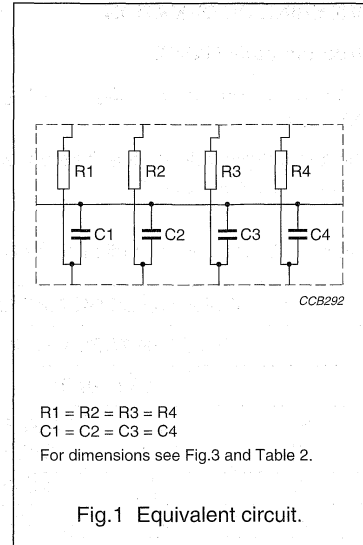 R1 R2 R3 R4
C1 C2 C3 C4
CCB292
R1 = R2 = R3 = R4
C1 = C2 = C3 = C4
For dimensions see Fig.3 and Table 2.
Fig.1 Equivalent circuit.